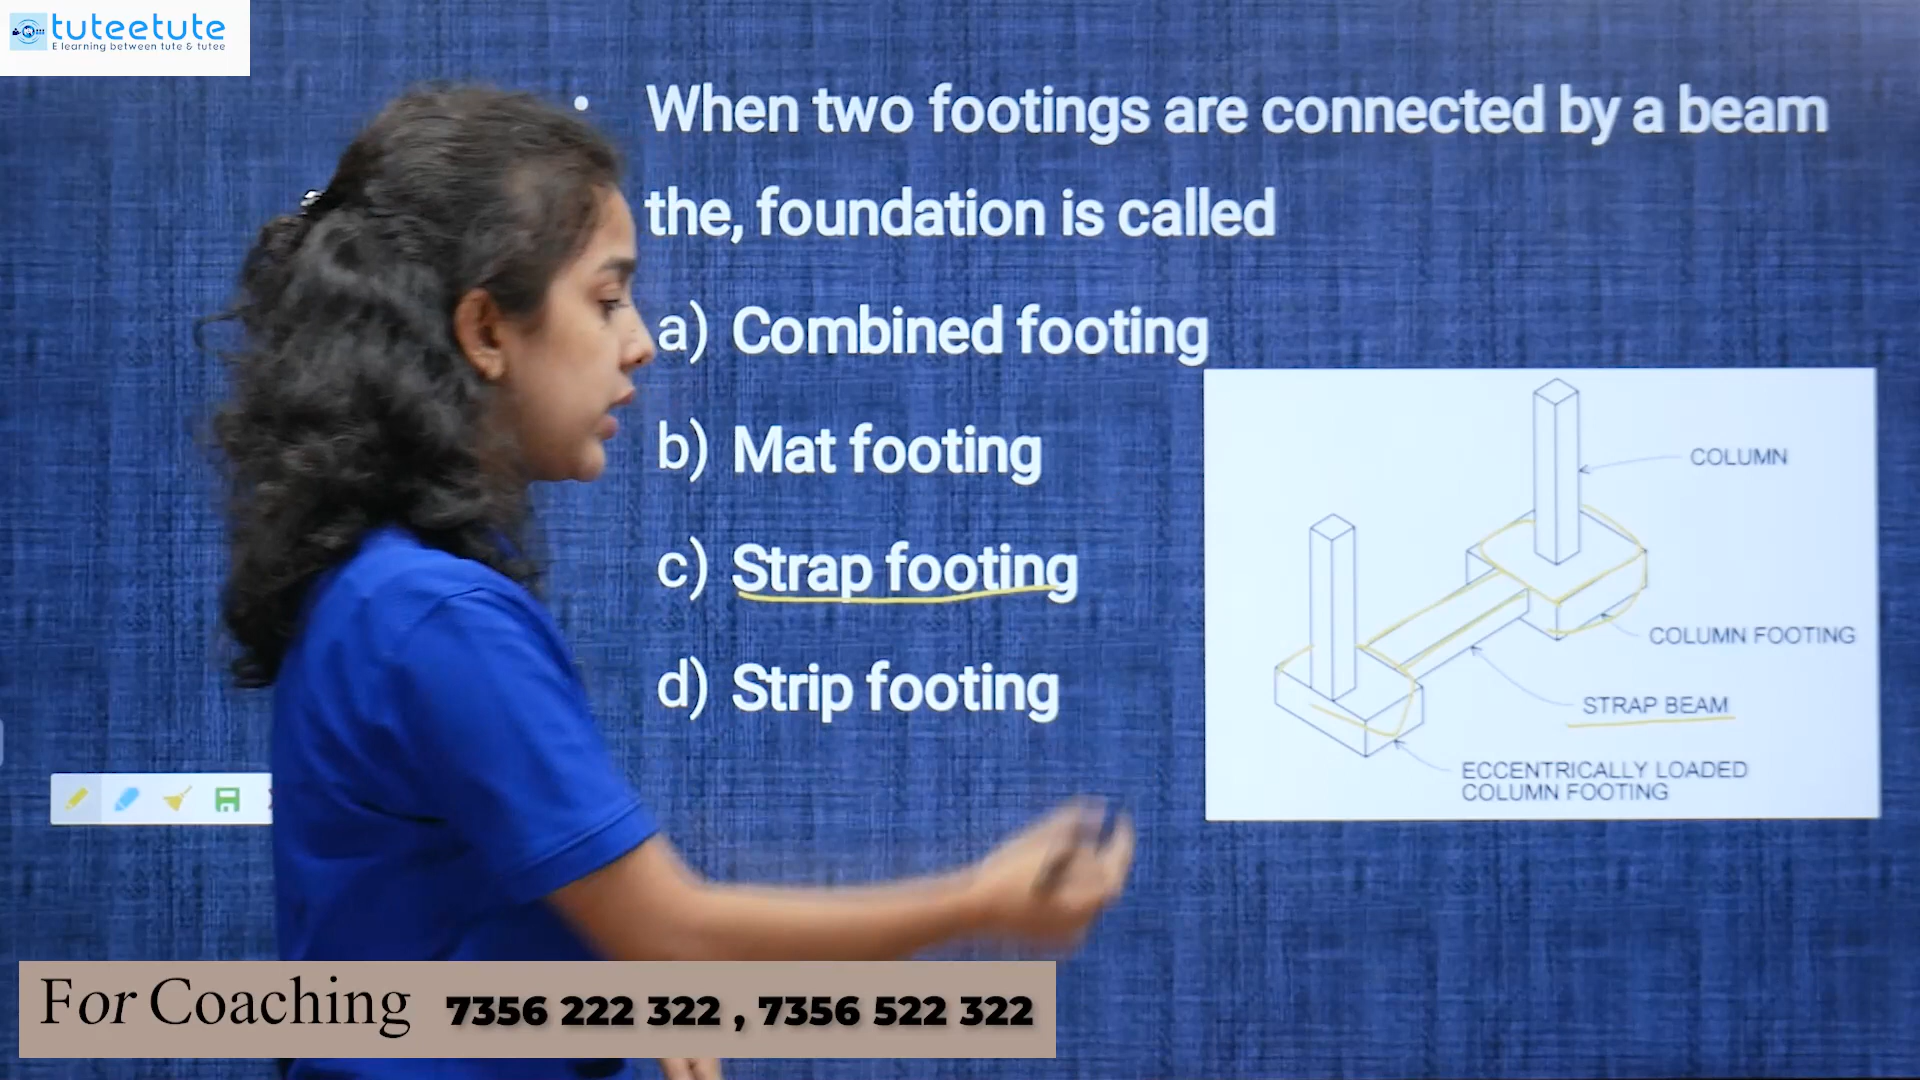 tuteetute
E learning between tute & tutee
• When two footings are connected by a beam
the, foundation is called
a) Combined footing
b) Mat footing
c) Strap footing
d) Strip footing
COLUMN
COLUMN FOOTING
STRAP BEAM
ECCENTRICALLY LOADED
COLUMN FOOTING
For Coaching 7356 222 322 , 7356 522 322